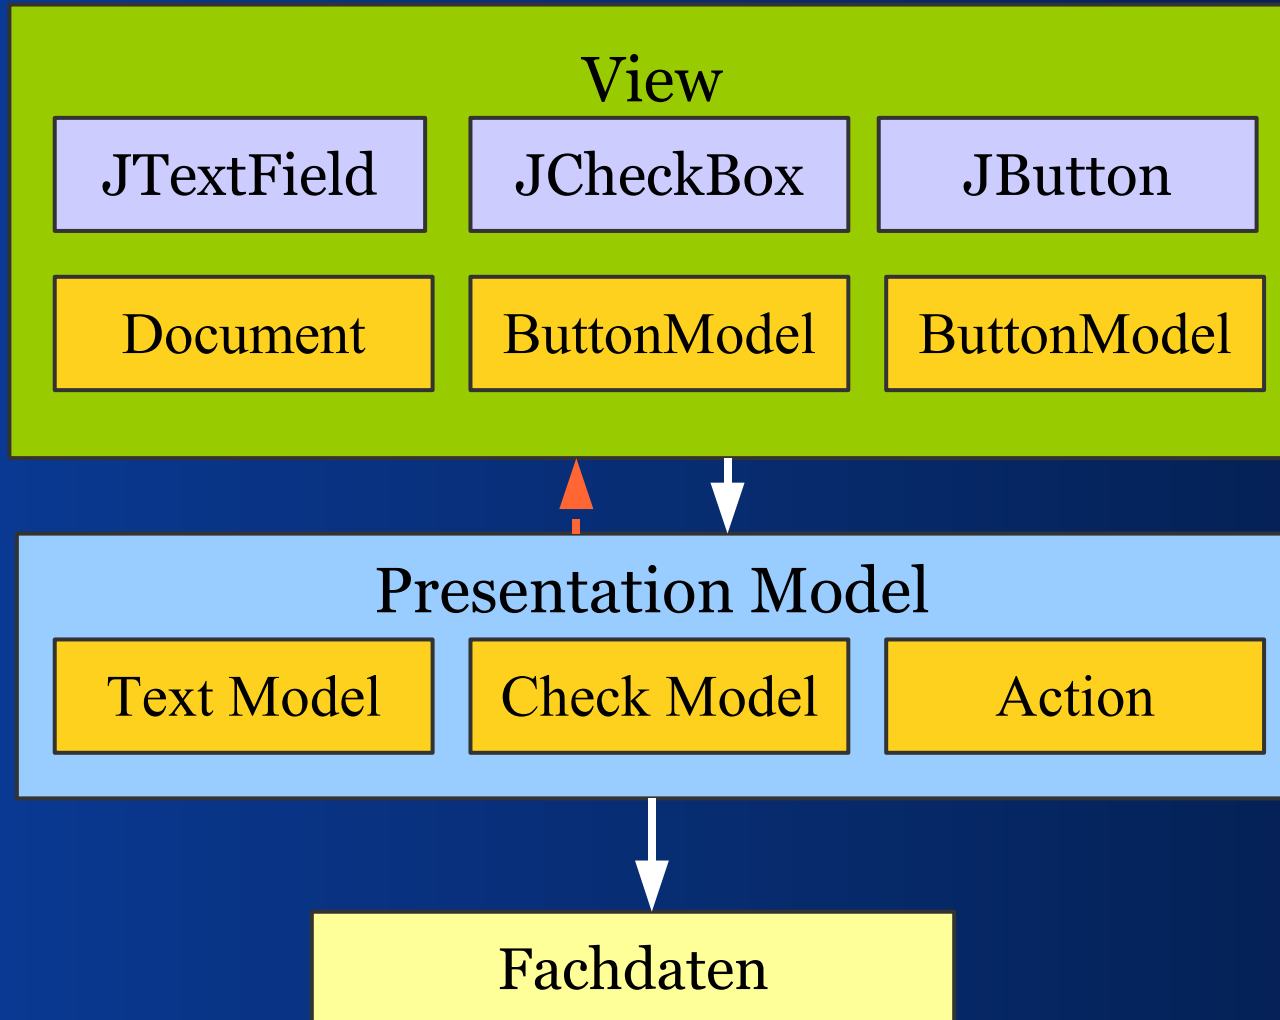 View
JTextField
JCheckBox
JButton
Document
ButtonModel
ButtonModel
Presentation Model
Text Model
Check Model
Action
Fachdaten